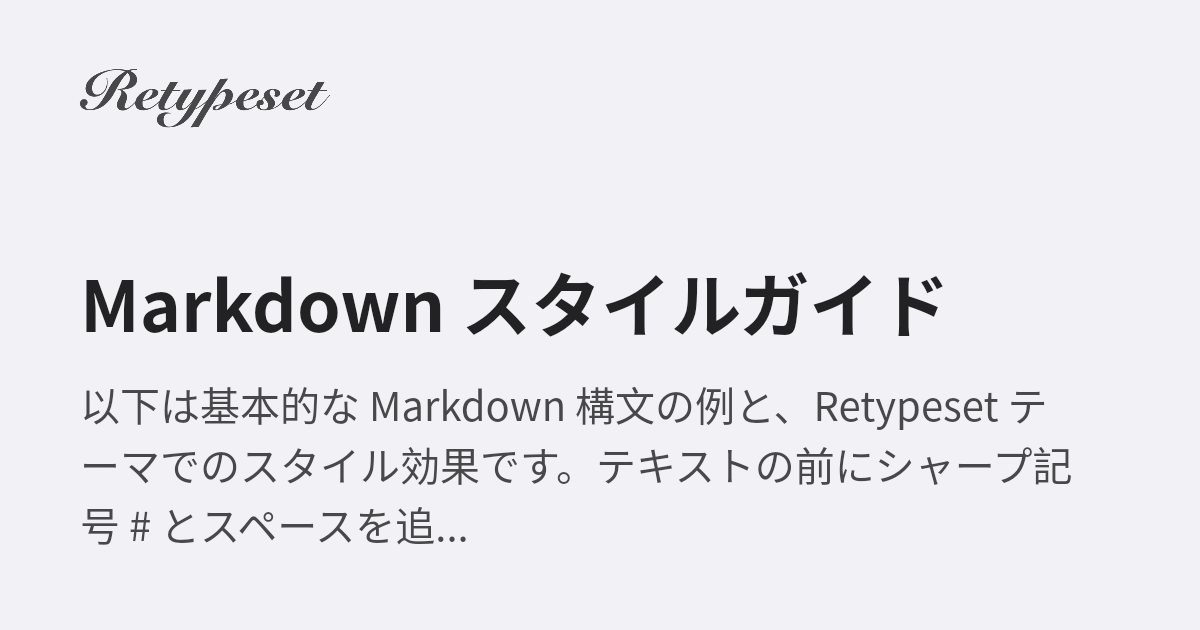 Retypeset
Markdown スタイルガイド
以下は基本的な Markdown 構文の例と、Retypeset テ
ーマでのスタイル効果です。テキストの前にシャープ記
号 # とスペースを追...